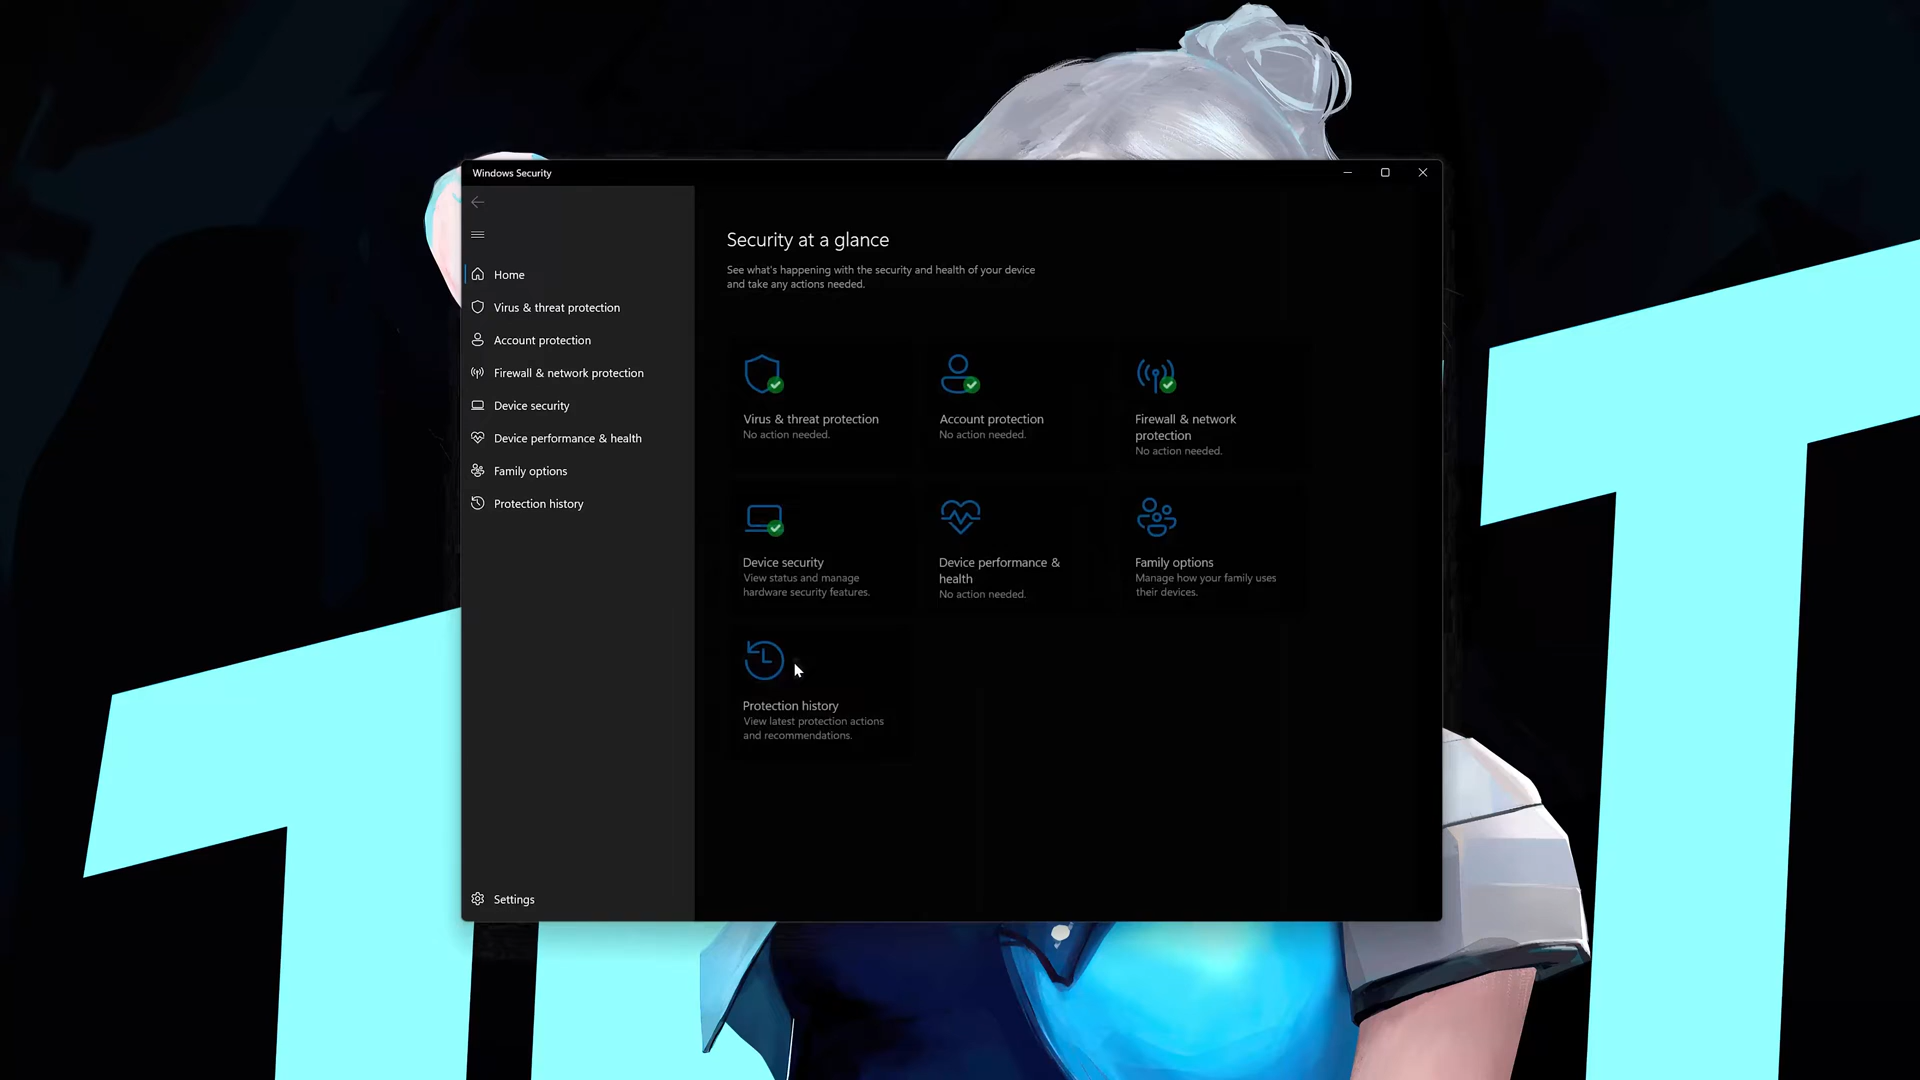 Windows Security
Home
Virus & threat protection
Account protection
Firewall & network protection
Device security
Device performance & health
Family options
Protection history
Settings
Security at a glance
See what's happening with the security and health of your device
and take any actions needed.
Virus & threat protection
No action needed.
Account protection
No action needed.
Firewall & network
protection
No action needed.
Device security
View status and manage
hardware security features.
Device performance &
health
No action needed.
Family options
Manage how your family uses
their devices.
Protection history
View latest protection actions
and recommendations.